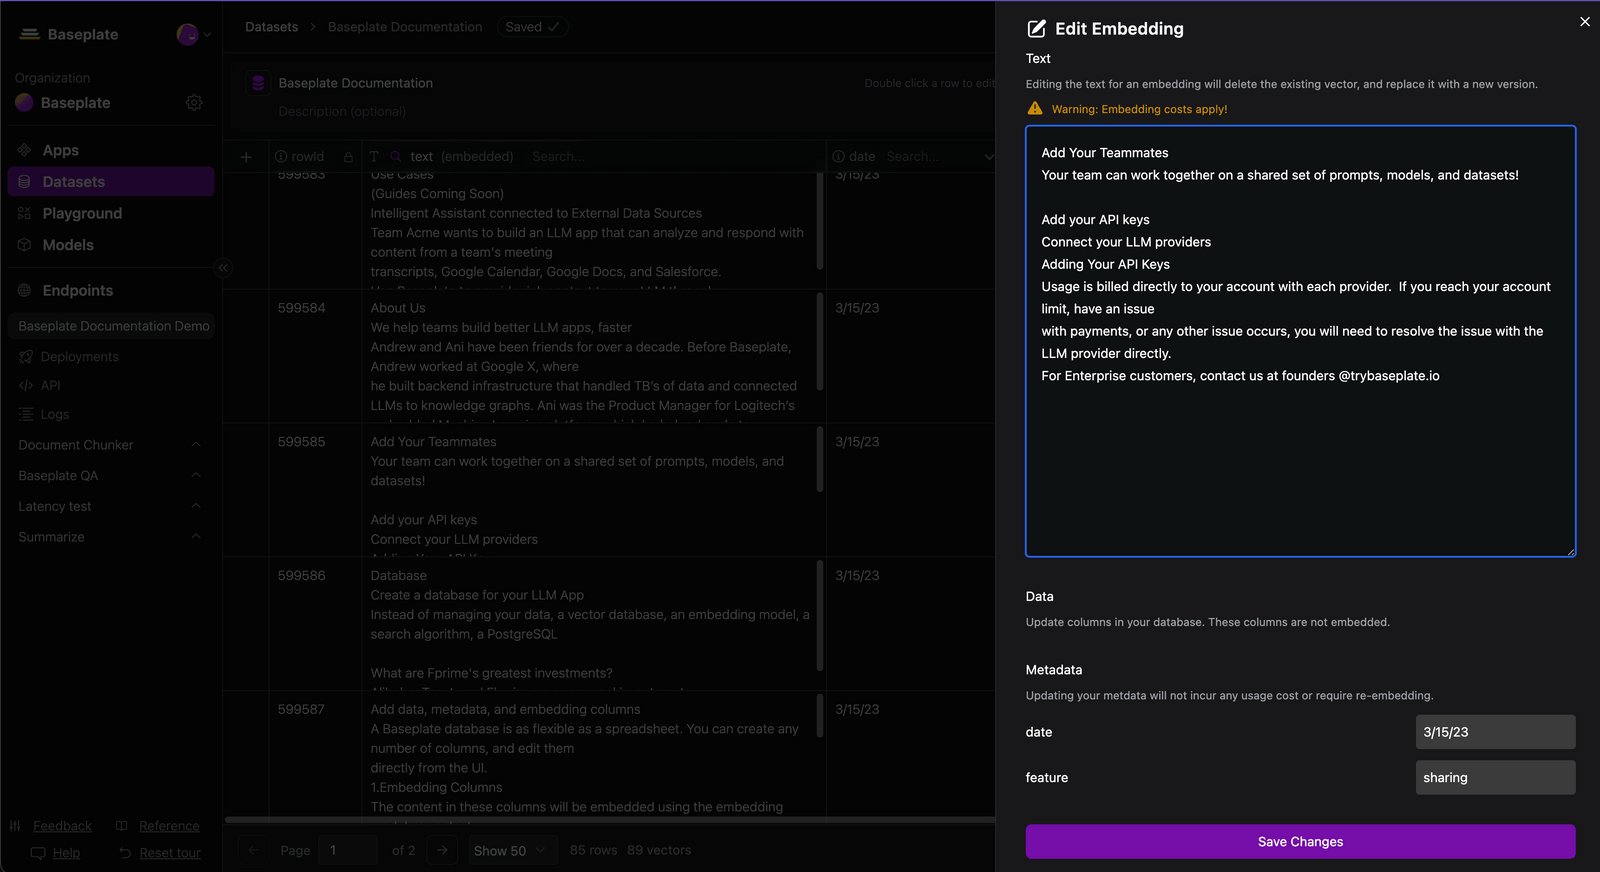 Baseplate
Organization
Baseplate
Apps
Datasets
Playground
Models
Endpoints
Baseplate Documentation Demo
Deployments
API
Logs
Document Chunker
Baseplate QA
Latency test
Summarize
Feedback
Reference
Help
Reset tour
Datasets > Baseplate Documentation Saved
Baseplate Documentation
Double click a row to edit
Description (optional)
rowId
text (embedded) Search...
date Search...
599583
Use Cases
(Guides Coming Soon)
Intelligent Assistant connected to External Data Sources
Team Acme wants to build an LLM app that can analyze and respond with
content from a team's meeting
transcripts, Google Calendar, Google Docs, and Salesforce.
3/15/23
599584
About Us
We help teams build better LLM apps, faster
Andrew and Ani have been friends for over a decade. Before Baseplate,
Andrew worked at Google X, where
he built backend infrastructure that handled TB's of data and connected
LLMs to knowledge graphs. Ani was the Product Manager for Logitech's
3/15/23
599585
Add Your Teammates
Your team can work together on a shared set of prompts, models, and
datasets!
Add your API keys
Connect your LLM providers
3/15/23
599586
Database
Create a database for your LLM App
Instead of managing your data, a vector database, an embedding model, a
search algorithm, a PostgreSQL
What are Fprime's greatest investments?
3/15/23
599587
Add data, metadata, and embedding columns
A Baseplate database is as flexible as a spreadsheet. You can create any
number of columns, and edit them
directly from the UI.
1.Embedding Columns
The content in these columns will be embedded using the embedding
3/15/23
Page 1 of 2 Show 50 85 rows 89 vectors
Edit Embedding
Text
Editing the text for an embedding will delete the existing vector, and replace it with a new version.
Warning: Embedding costs apply!
Add Your Teammates
Your team can work together on a shared set of prompts, models, and datasets!
Add your API keys
Connect your LLM providers
Adding Your API Keys
Usage is billed directly to your account with each provider.  If you reach your account
limit, have an issue
with payments, or any other issue occurs, you will need to resolve the issue with the
LLM provider directly.
For Enterprise customers, contact us at founders @trybaseplate.io
Data
Update columns in your database. These columns are not embedded.
Metadata
Updating your metdata will not incur any usage cost or require re-embedding.
date 3/15/23
feature sharing
Save Changes